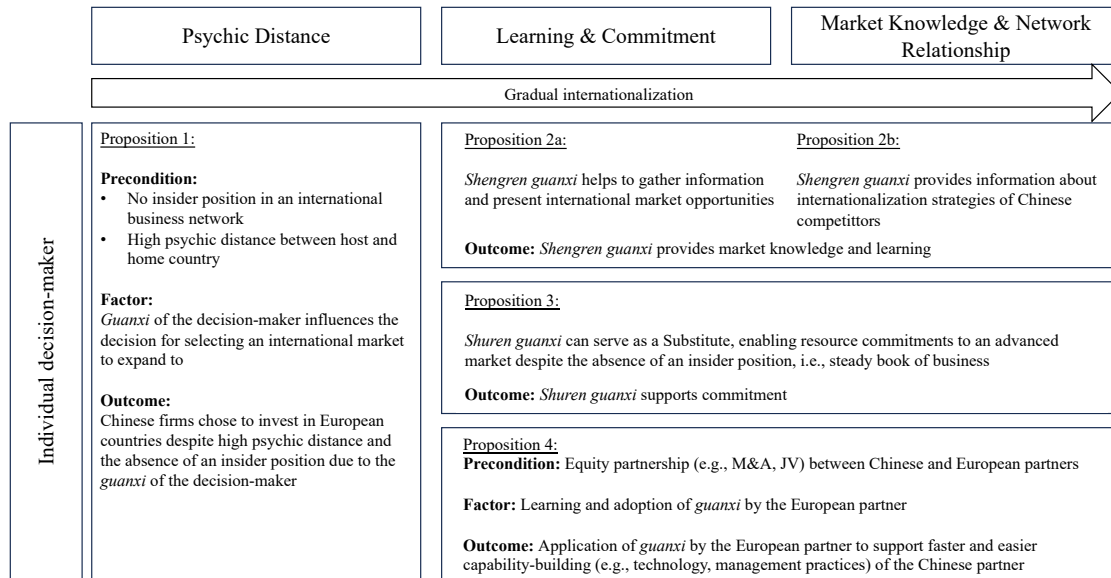 Psychic Distance
Learning & Commitment
Market Knowledge & Network
Relationship
Gradual internationalization
Individual decision-maker
Proposition 1:
Precondition:
• No insider position in an international
business network
• High psychic distance between host and
home country
Factor:
Guanxi of the decision-maker influences the
decision for selecting an international market
to expand to
Outcome:
Chinese firms chose to invest in European
countries despite high psychic distance and
the absence of an insider position due to the
guanxi of the decision-maker
Proposition 2a:
Shengren guanxi helps to gather information
and present international market opportunities
Proposition 2b:
Shengren guanxi provides information about
internationalization strategies of Chinese
competittors
Outcome: Shengren guanxi provides market knowledge and learning
Proposition 3:
Shuren guanxi can serve as a Substitute, enabling resource commitments to an advanced
market despite the absence of an insider position, i.e., steady book of business
Outcome: Shuren guanxi supports commitment
Proposition 4:
Precondition: Equity partnership (e.g., M&A, JV) between Chinese and European partners
Factor: Learning and adoption of guanxi by the European partner
Outcome: Application of guanxi by the European partner to support faster and easier
capability-building (e.g., technology, management practices) of the Chinese partner